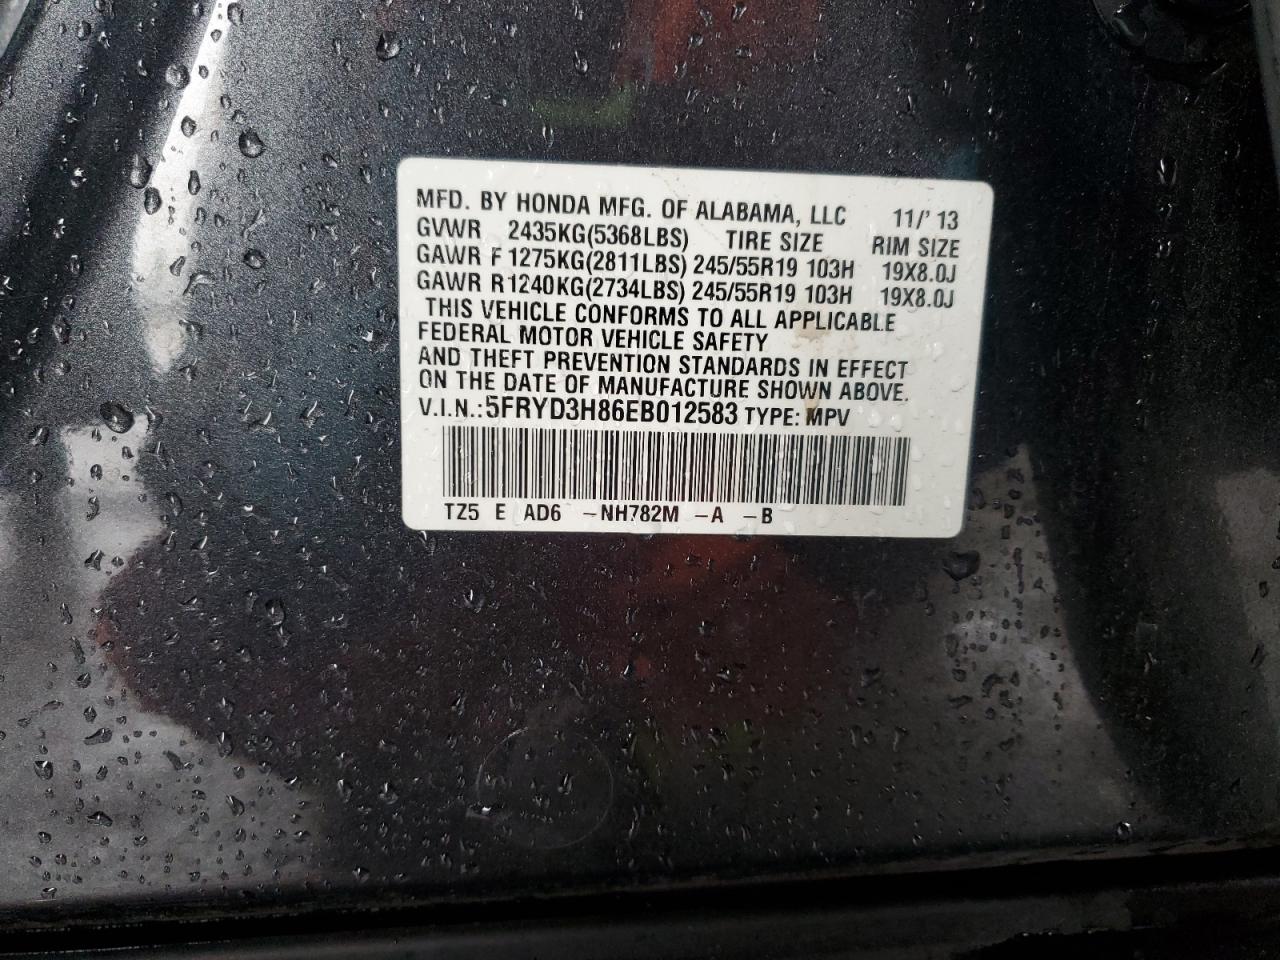 MFD. BY HONDA MFG. OF ALABAMA, LLC 11/' 13
GVWR 2435KG(5368LBS) TIRE SIZE RIM SIZE
GAWR F 1275KG(2811LBS) 245/55R19 103H 19X8.0J
GAWR R 1240KG(2734LBS) 245/55R19 103H 19X8.0J
THIS VEHICLE CONFORMS TO ALL APPLICABLE
FEDERAL MOTOR VEHICLE SAFETY
AND THEFT PREVENTION STANDARDS IN EFFECT
ON THE DATE OF MANUFACTURE SHOWN ABOVE.
V.I.N.: 5FRYD3H86EB012583 TYPE: MPV
TZ5 E AD6 -NH782M -A -B